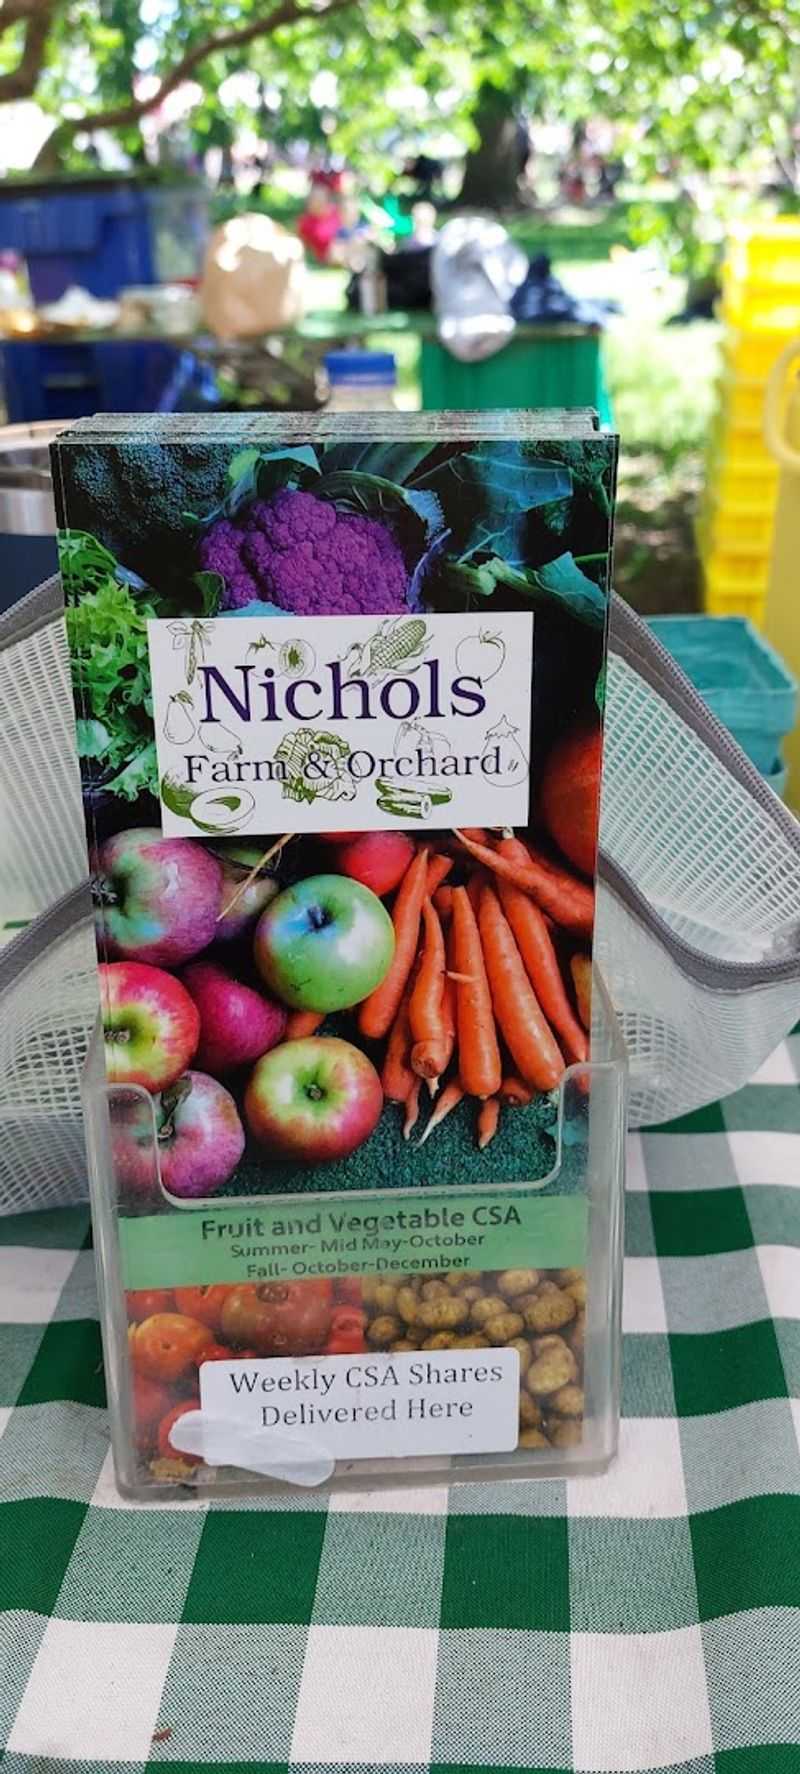 Nichols
Farm & Orchard
Fruit and Vegetable CSA
Summer- Mid May-October
Fall- October-December
Weekly CSA Shares
Delivered Here